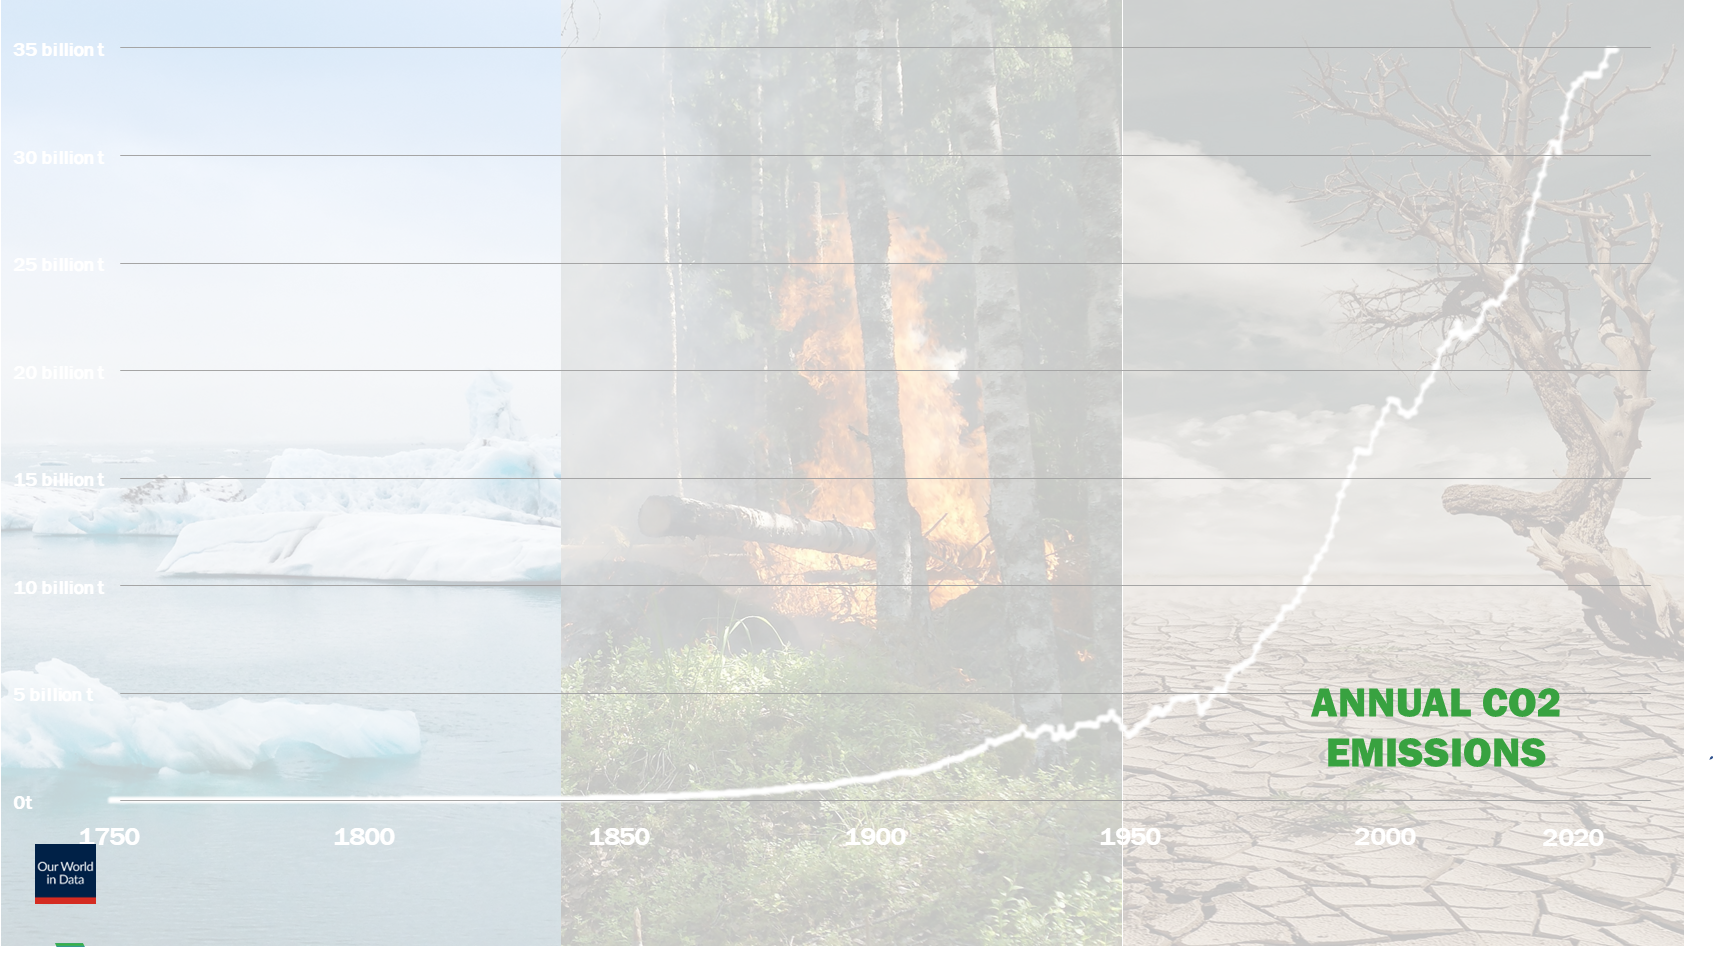 35 billion t
30 billion t
25 billion t
20 billion t
15 billion t
10 billion t
5 billion t
ANNUAL CO2
EMISSIONS
0t
1750 1800 1850 1900 1950 2000 2020
Our World
in Data